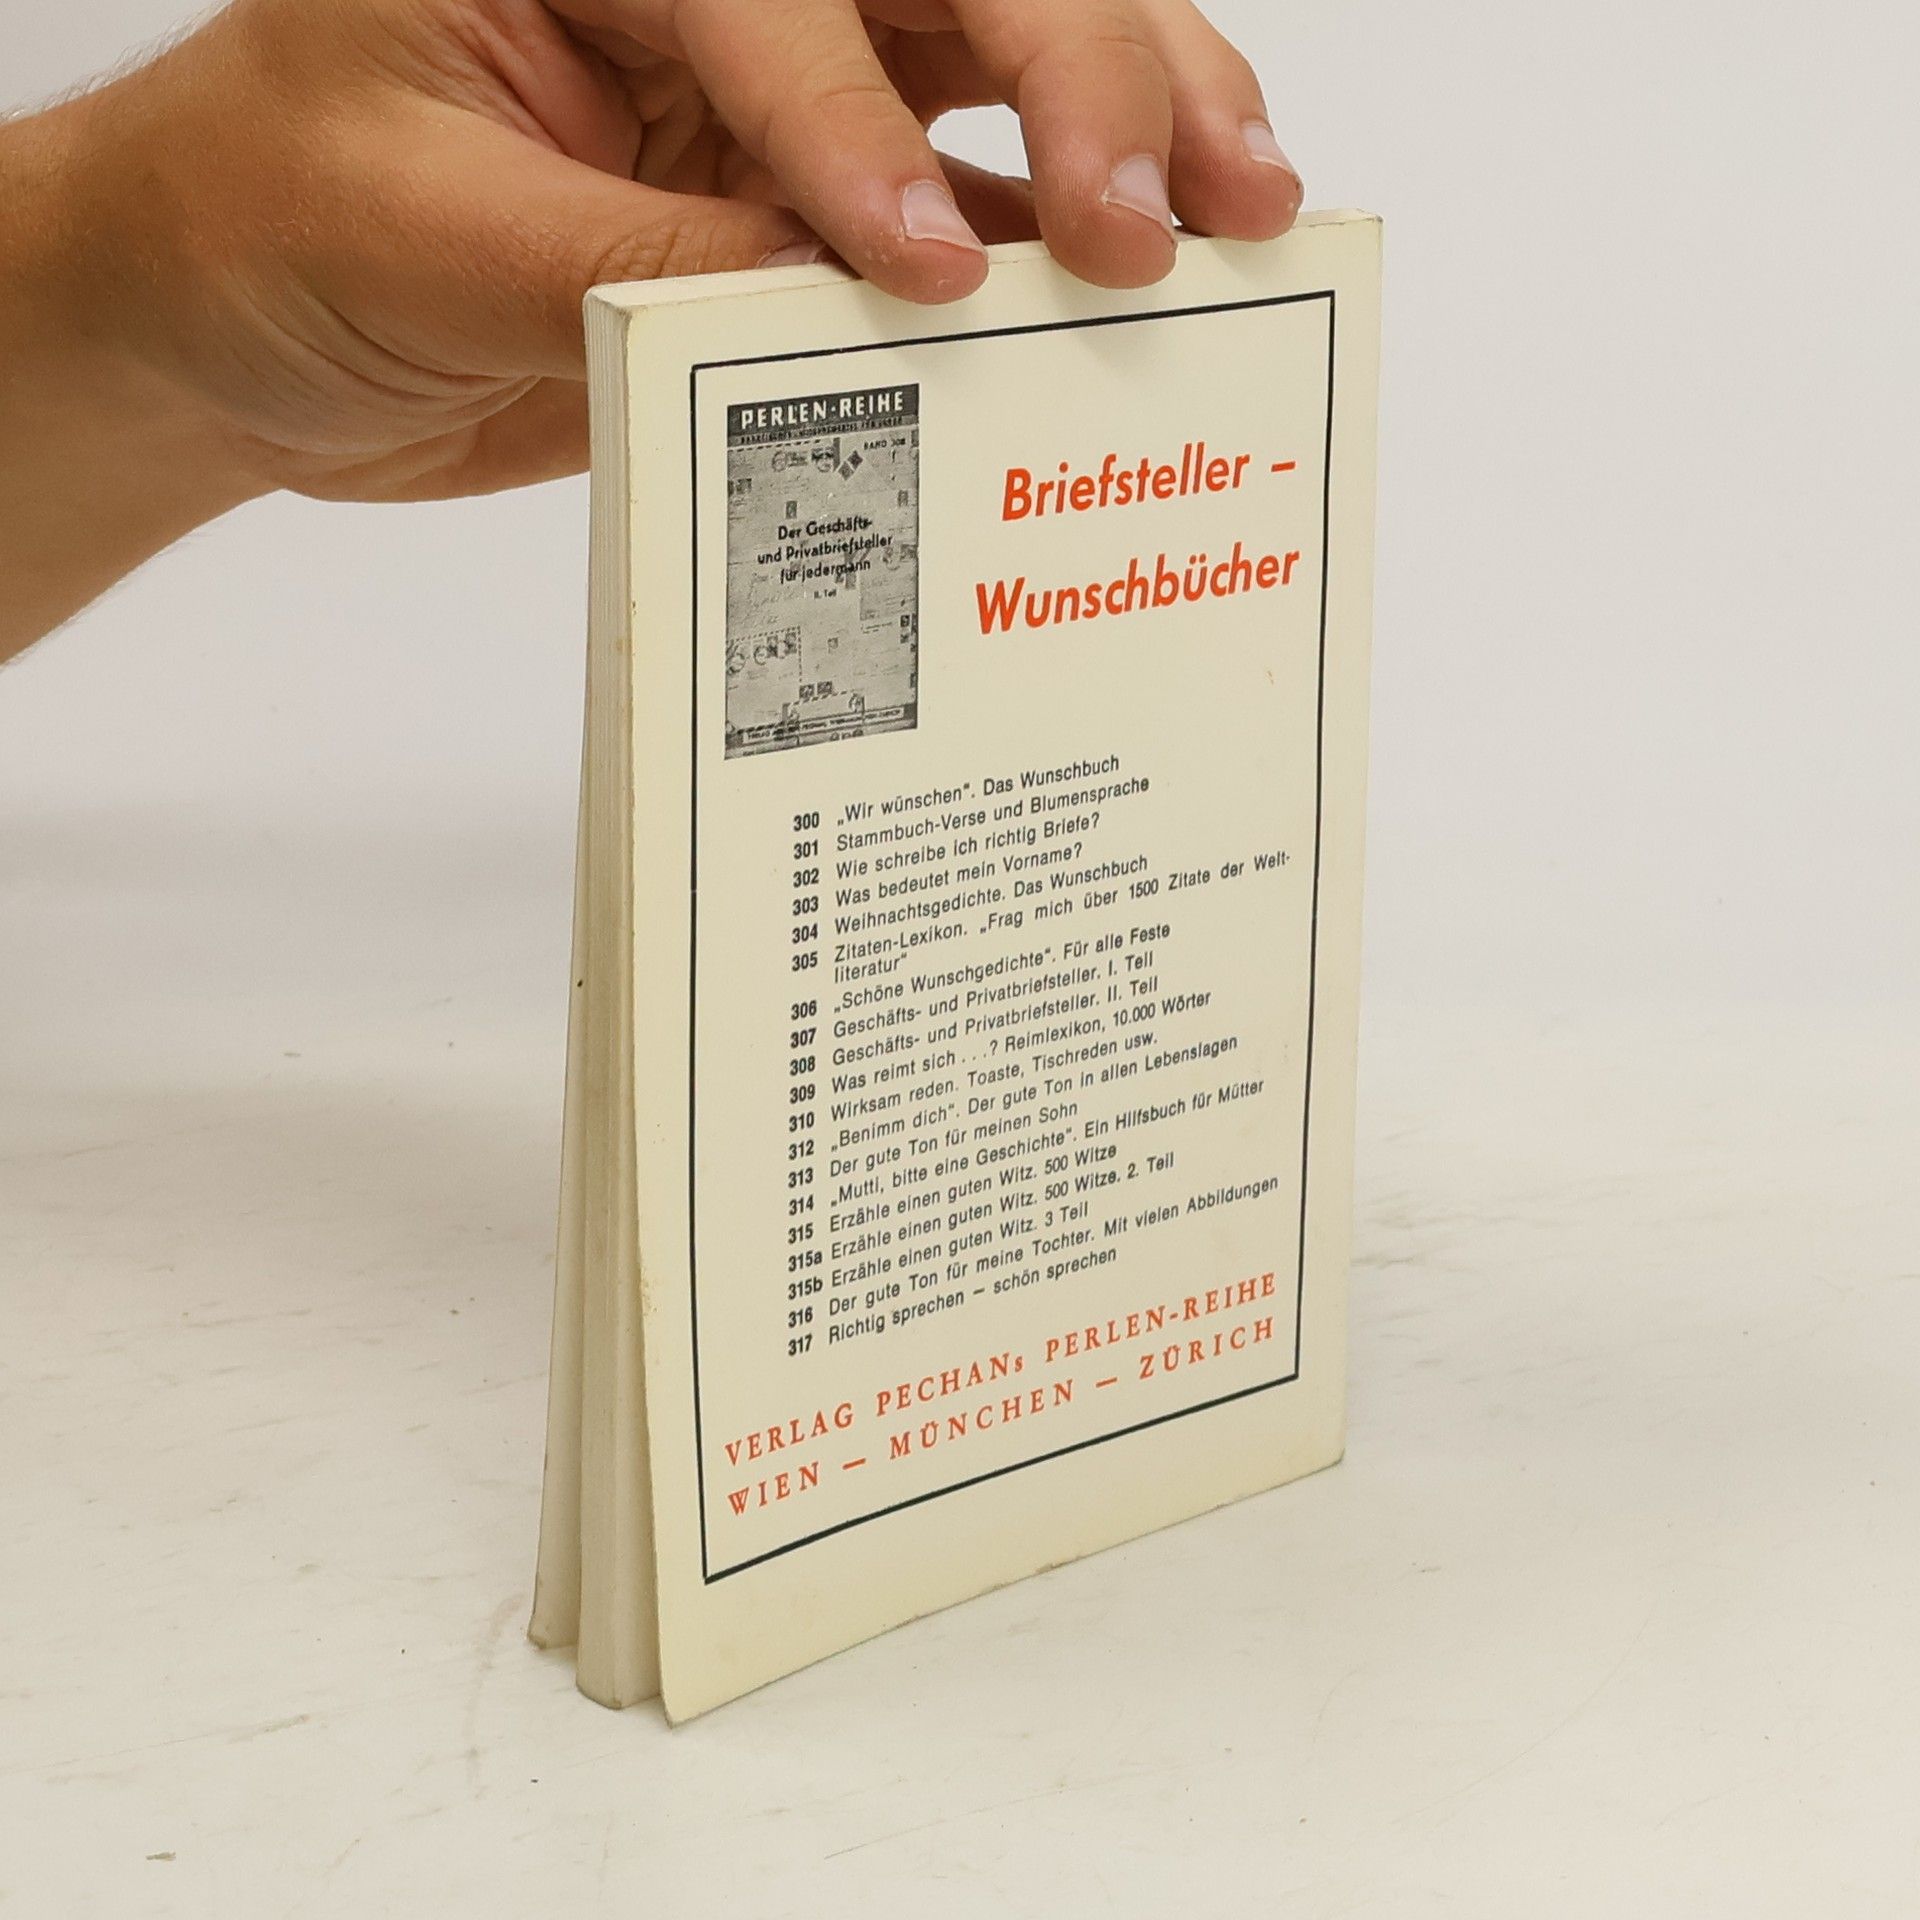 PERLEN-REIHE
BAND 308
Der Geschäfts-
und Privatbriefsteller
für jedermann
II. Teil
Briefsteller –
Wunschbücher
300 „Wir wünschen“. Das Wunschbuch
301 Stammbuch-Verse und Blumensprache
302 Wie schreibe ich richtig Briefe?
303 Was bedeutet mein Vorname?
304 Weihnachtsgedichte. Das Wunschbuch
305 Zitaten-Lexikon. „Frag mich über 1500 Zitate der Welt-
literatur“
306 „Schöne Wunschgedichte“. Für alle Feste
307 Geschäfts- und Privatbriefsteller. I. Teil
308 Geschäfts- und Privatbriefsteller. II. Teil
309 Was reimt sich . . .? Reimlexikon, 10.000 Wörter
310 Wirksam reden. Toaste, Tischreden usw.
312 „Benimm dich“. Der gute Ton in allen Lebenslagen
313 Der gute Ton für meinen Sohn
314 „Mutti, bitte eine Geschichte“. Ein Hilfsbuch für Mütter
315 Erzähle einen guten Witz. 500 Witze
315a Erzähle einen guten Witz. 500 Witze. 2. Teil
315b Erzähle einen guten Witz. 3 Teil
316 Der gute Ton für meine Tochter. Mit vielen Abbildungen
317 Richtig sprechen – schön sprechen
VERLAG PECHANs PERLEN-REIHE
WIEN – MÜNCHEN – ZÜRICH